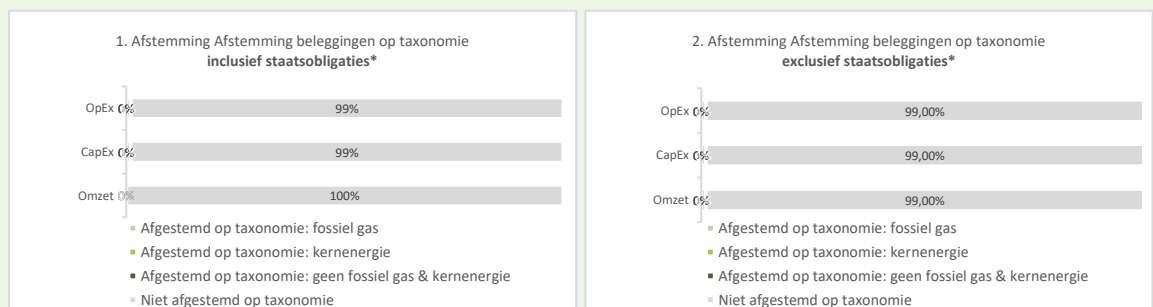 1. Afstemming Afstemming beleggingen op taxonomie
inclusief staatsobligaties*
OpEx 0% 99%
CapEx 0% 99%
Omzet 0% 100%
Afgestemd op taxonomie: fossiel gas
Afgestemd op taxonomie: kernenergie
Afgestemd op taxonomie: geen fossiel gas & kernenergie
Niet afgestemd op taxonomie
2. Afstemming Afstemming beleggingen op taxonomie
exclusief staatsobligaties*
OpEx 0% 99,00%
CapEx 0% 99,00%
Omzet 0% 99,00%
Afgestemd op taxonomie: fossiel gas
Afgestemd op taxonomie: kernenergie
Afgestemd op taxonomie: geen fossiel gas & kernenergie
Niet afgestemd op taxonomie